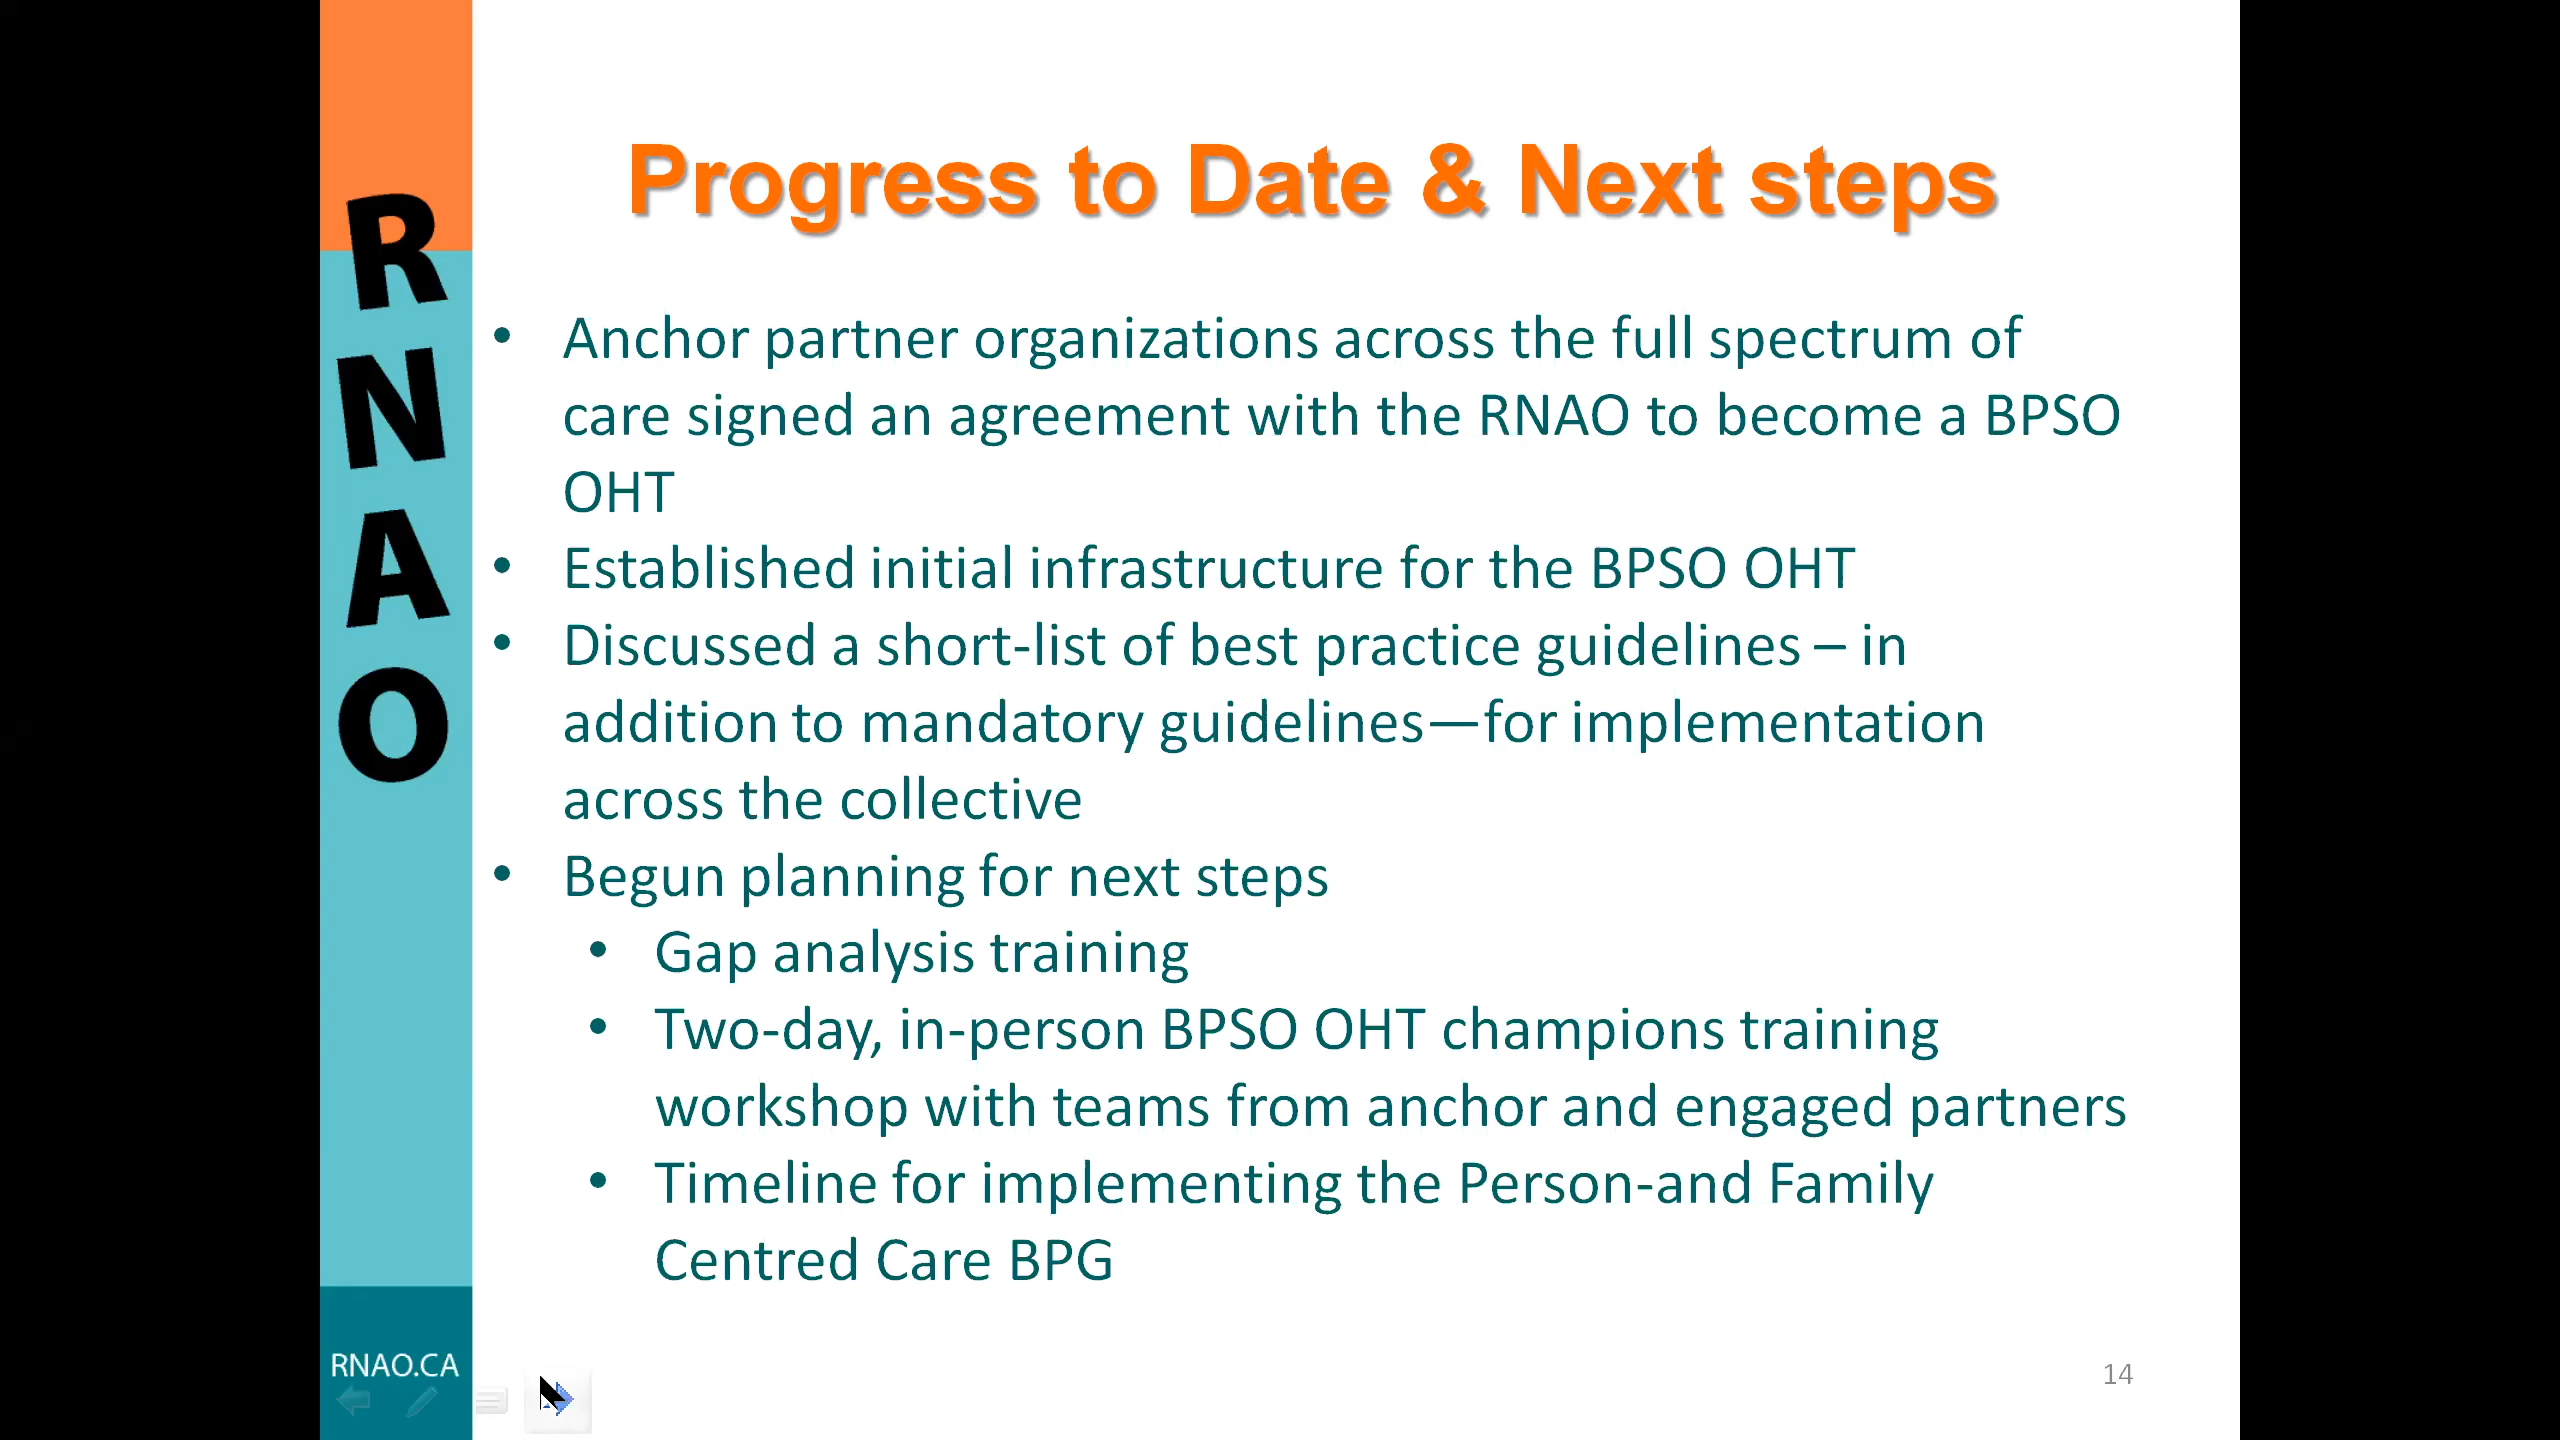 Progress to Date & Next steps
RNAO
• Anchor partner organizations across the full spectrum of
care signed an agreement with the RNAO to become a BPSO
OHT
• Established initial infrastructure for the BPSO OHT
• Discussed a short-list of best practice guidelines – in
addition to mandatory guidelines—for implementation
across the collective
• Begun planning for next steps
• Gap analysis training
• Two-day, in-person BPSO OHT champions training
workshop with teams from anchor and engaged partners
• Timeline for implementing the Person-and Family
Centred Care BPG
RNAO.CA
14